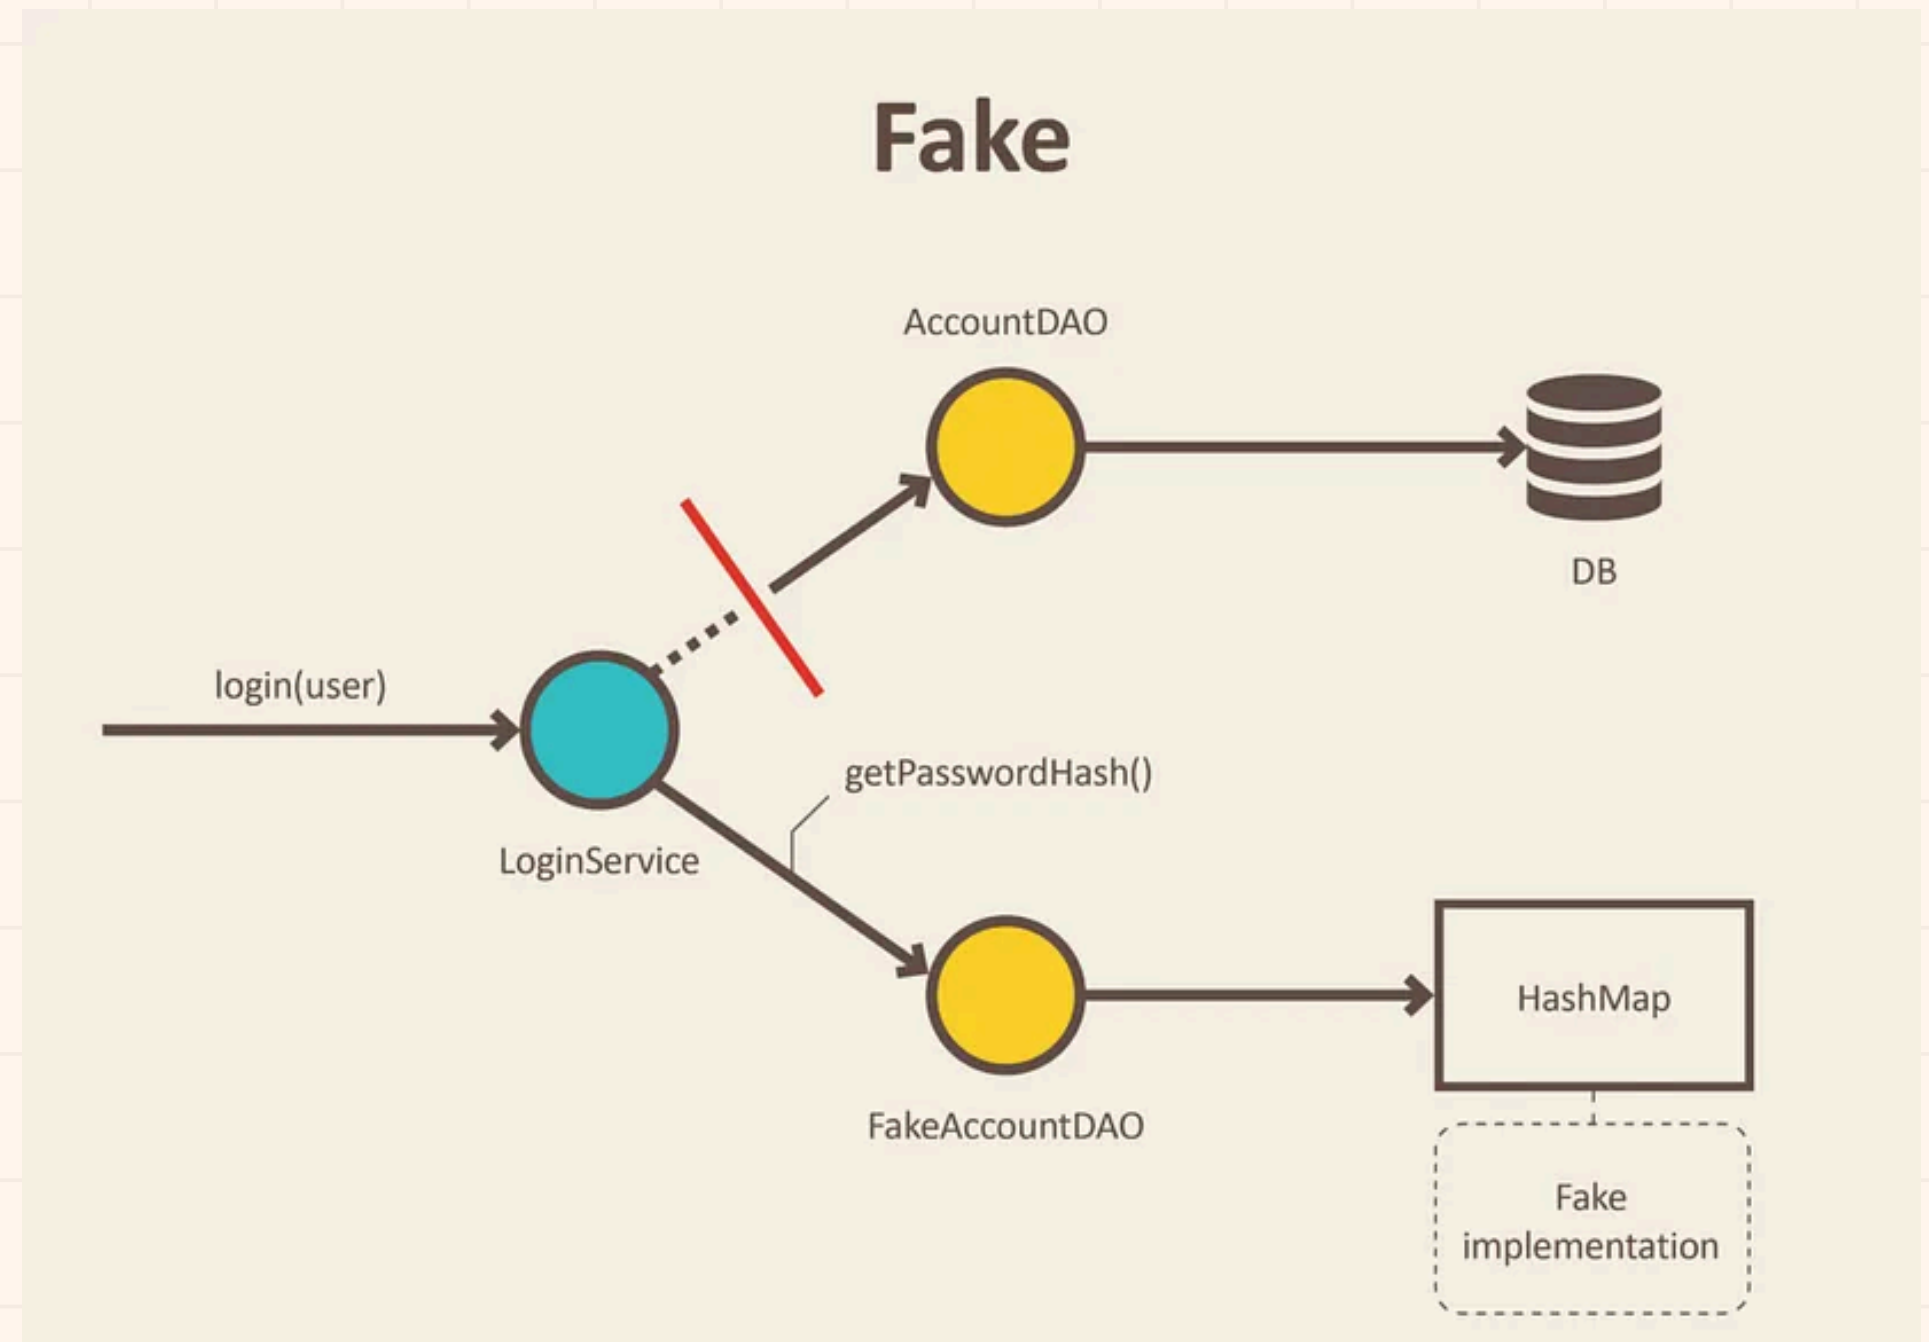 Fake
AccountDAO
DB
login(user)
getPasswordHash()
LoginService
HashMap
FakeAccountDAO
Fake
implementation